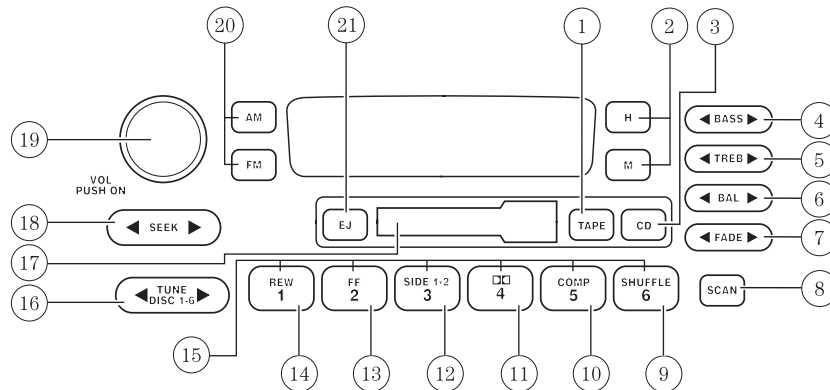 20 21 1 2 3
AM H
BASS 4
19
FM M
TREB 5
VOL
PUSH ON
BAL 6
18 SEEK
EJ TAPE CD
FADE 7
17
16 TUNE
DISC 1-6
REW FF SIDE 1-2 COMP SHUFFLE
1 2 3 4 5 6
SCAN 8
15 14 13 12 11 10 9